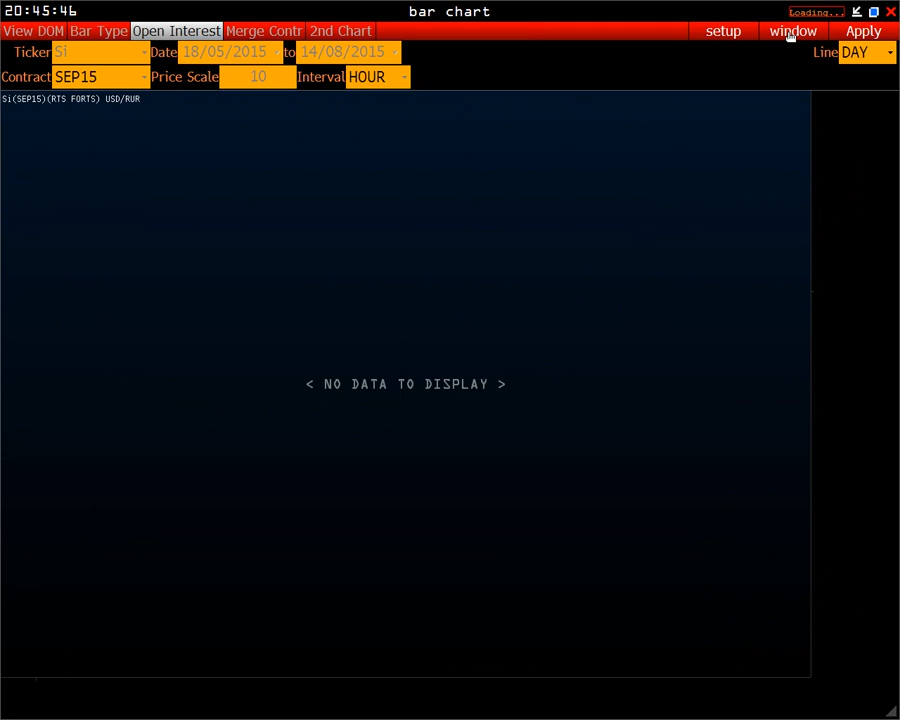 20:45:46 bar chart Loading...
View DOM Bar Type Open Interest Merge Contr 2nd Chart setup window Apply
Ticker Si Date 18/05/2015 to 14/08/2015 Line DAY
Contract SEP15 Price Scale 10 Interval HOUR
Si(SEP15)(RTS FORTS) USD/RUR
< NO DATA TO DISPLAY >